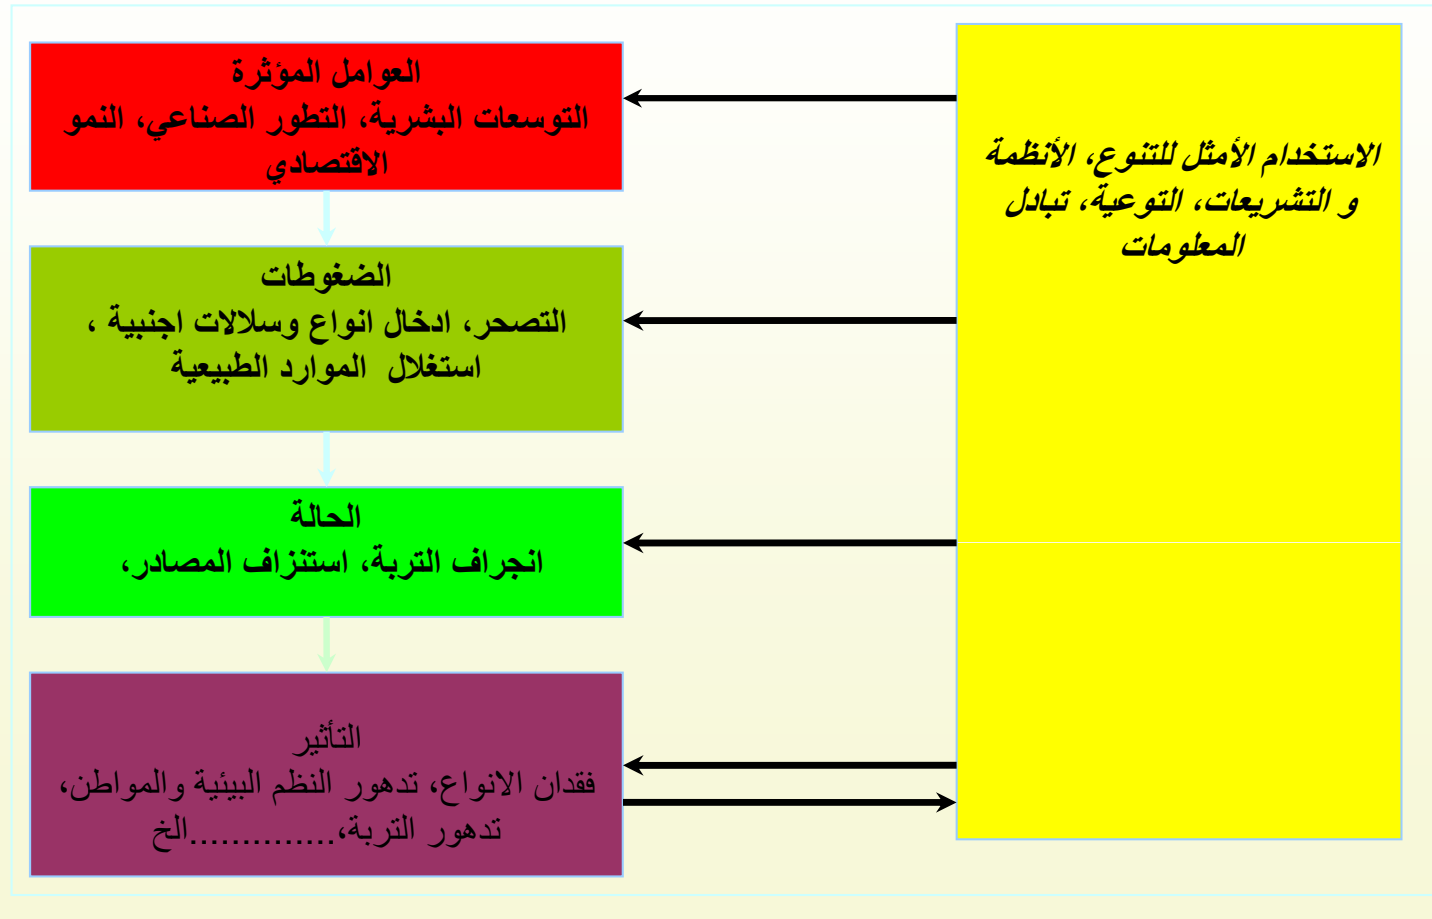 العوامل المؤثرة
التوسعات البشرية، التطور الصناعي، النمو
الاقتصادي
الاستخدام الأمثل للتنوع، الأنظمة
و التشريعات، التوعية، تبادل
المعلومات
الضغوطات
التصحر، ادخال انواع وسلالات اجنبية ،
استغلال الموارد الطبيعية
الحالة
انجراف التربة، استنزاف المصادر،
التأثير
فقدان الانواع، تدهور النظم البيئية والمواطن،
تدهور التربة،..............الخ